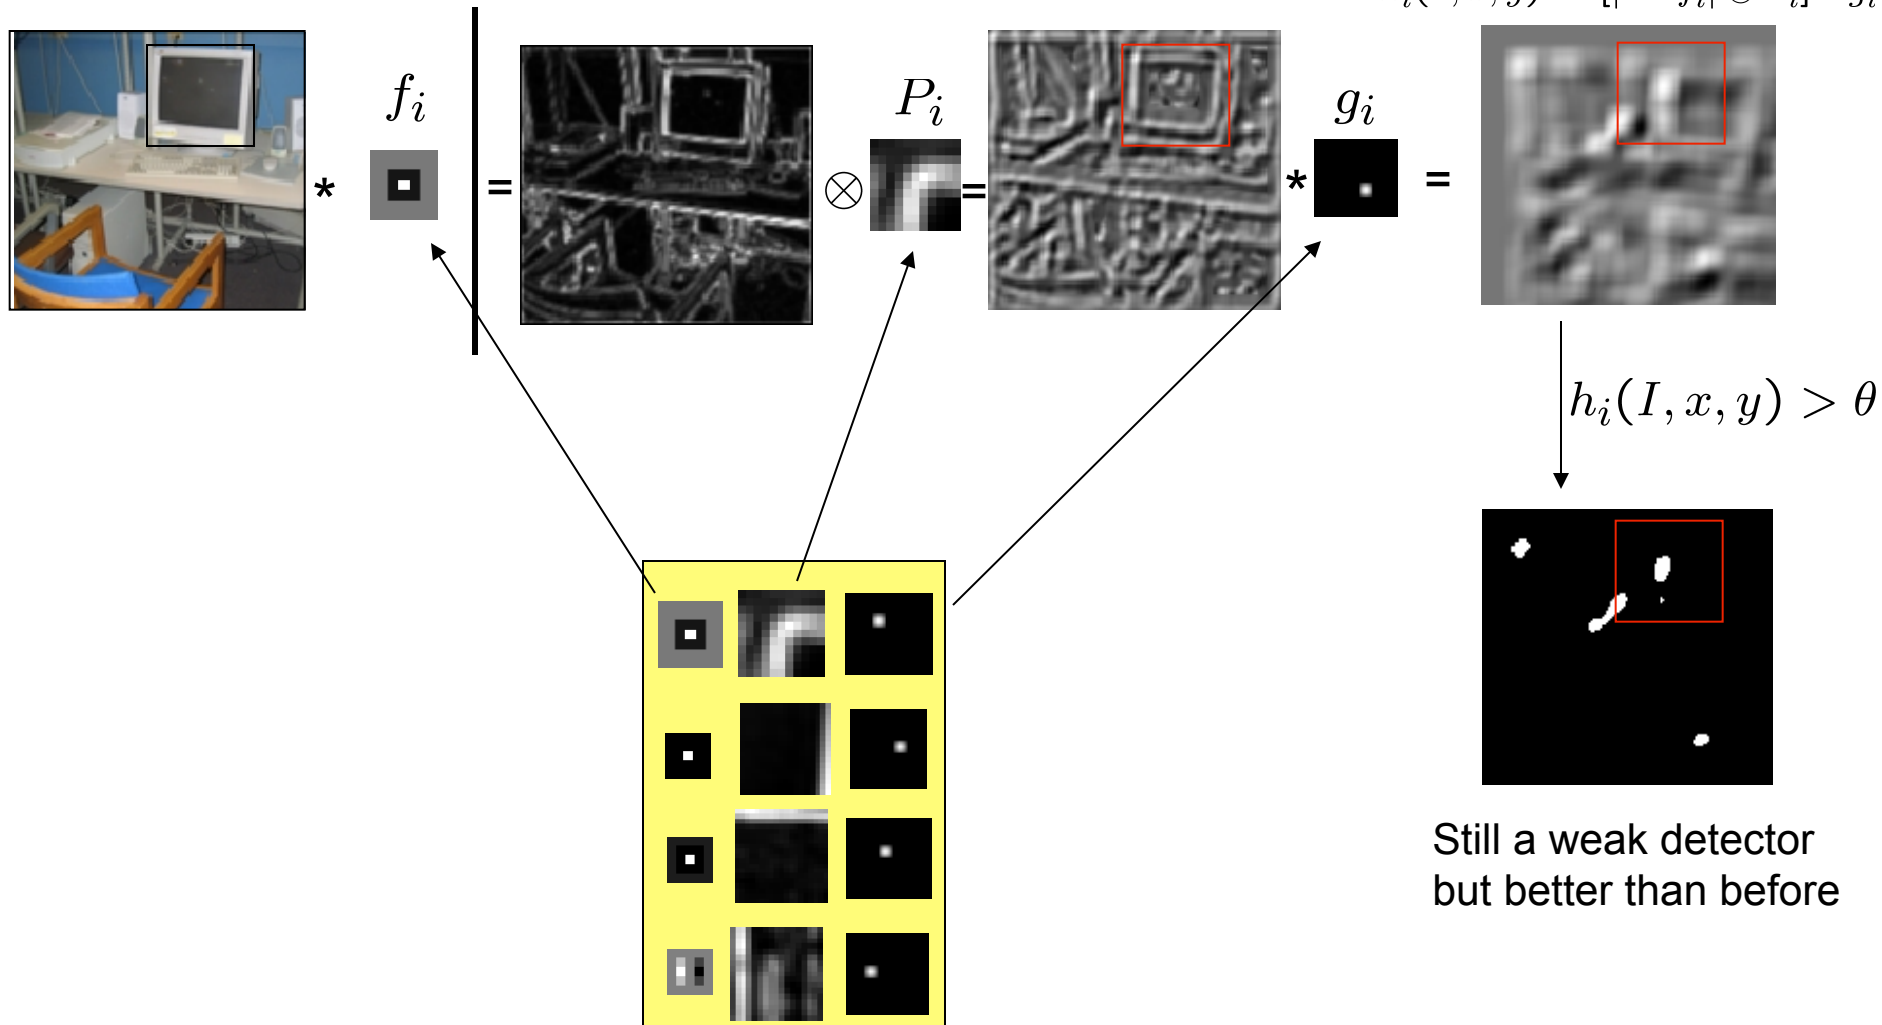 f_i
P_i
g_i
*
=
⊗
=
*
=
h_i(I, x, y) > θ
Still a weak detector
but better than before